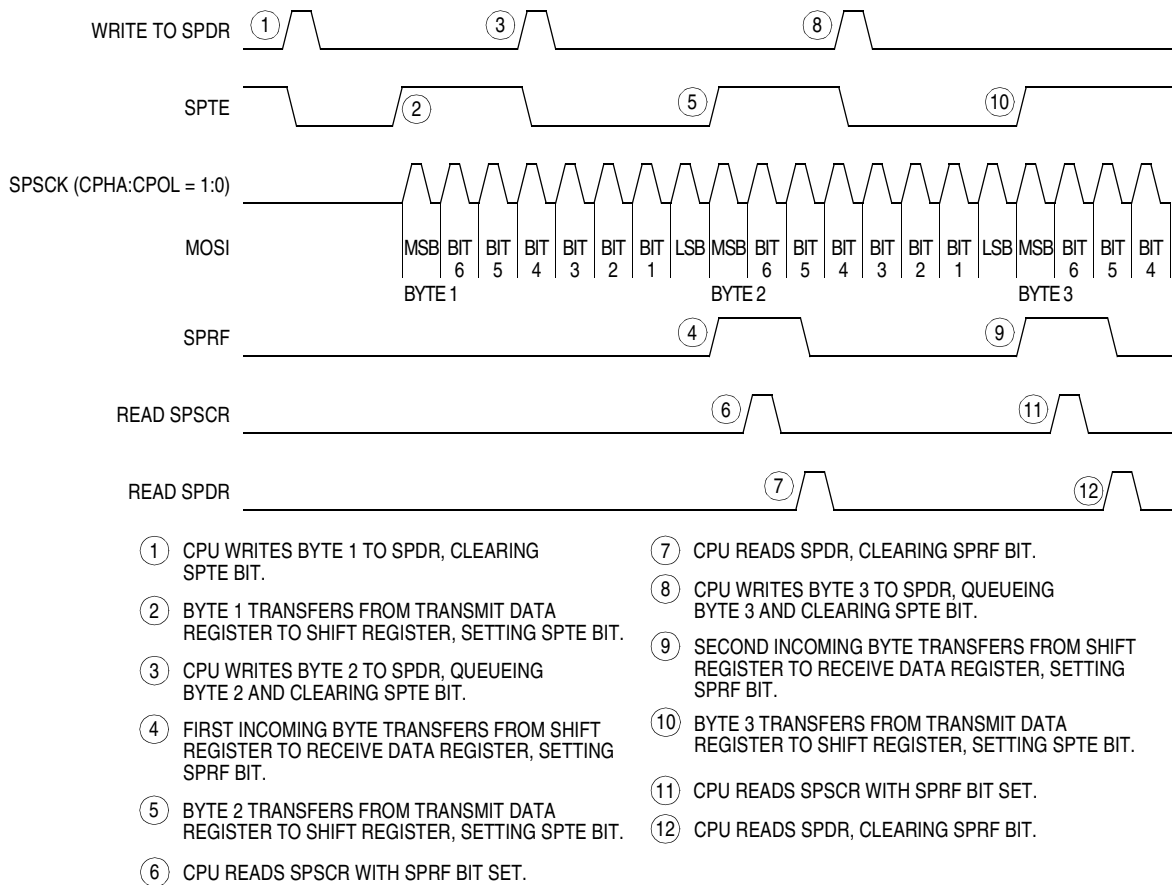 WRITE TO SPDR 1 3 8
SPTE 2 5 10
SPSCK (CPHA:CPOL = 1:0)
MOSI MSB BIT 6 BIT 5 BIT 4 BIT 3 BIT 2 BIT 1 LSB MSB BIT 6 BIT 5 BIT 4 BIT 3 BIT 2 BIT 1 LSB MSB BIT 6 BIT 5 BIT 4
BYTE 1 BYTE 2 BYTE 3
SPRF 4 9
READ SPSCR 6 11
READ SPDR 7 12
1 CPU WRITES BYTE 1 TO SPDR, CLEARING
SPTE BIT.
2 BYTE 1 TRANSFERS FROM TRANSMIT DATA
REGISTER TO SHIFT REGISTER, SETTING SPTE BIT.
3 CPU WRITES BYTE 2 TO SPDR, QUEUEING
BYTE 2 AND CLEARING SPTE BIT.
4 FIRST INCOMING BYTE TRANSFERS FROM SHIFT
REGISTER TO RECEIVE DATA REGISTER, SETTING
SPRF BIT.
5 BYTE 2 TRANSFERS FROM TRANSMIT DATA
REGISTER TO SHIFT REGISTER, SETTING SPTE BIT.
6 CPU READS SPSCR WITH SPRF BIT SET.
7 CPU READS SPDR, CLEARING SPRF BIT.
8 CPU WRITES BYTE 3 TO SPDR, QUEUEING
BYTE 3 AND CLEARING SPTE BIT.
9 SECOND INCOMING BYTE TRANSFERS FROM SHIFT
REGISTER TO RECEIVE DATA REGISTER, SETTING
SPRF BIT.
10 BYTE 3 TRANSFERS FROM TRANSMIT DATA
REGISTER TO SHIFT REGISTER, SETTING SPTE BIT.
11 CPU READS SPSCR WITH SPRF BIT SET.
12 CPU READS SPDR, CLEARING SPRF BIT.